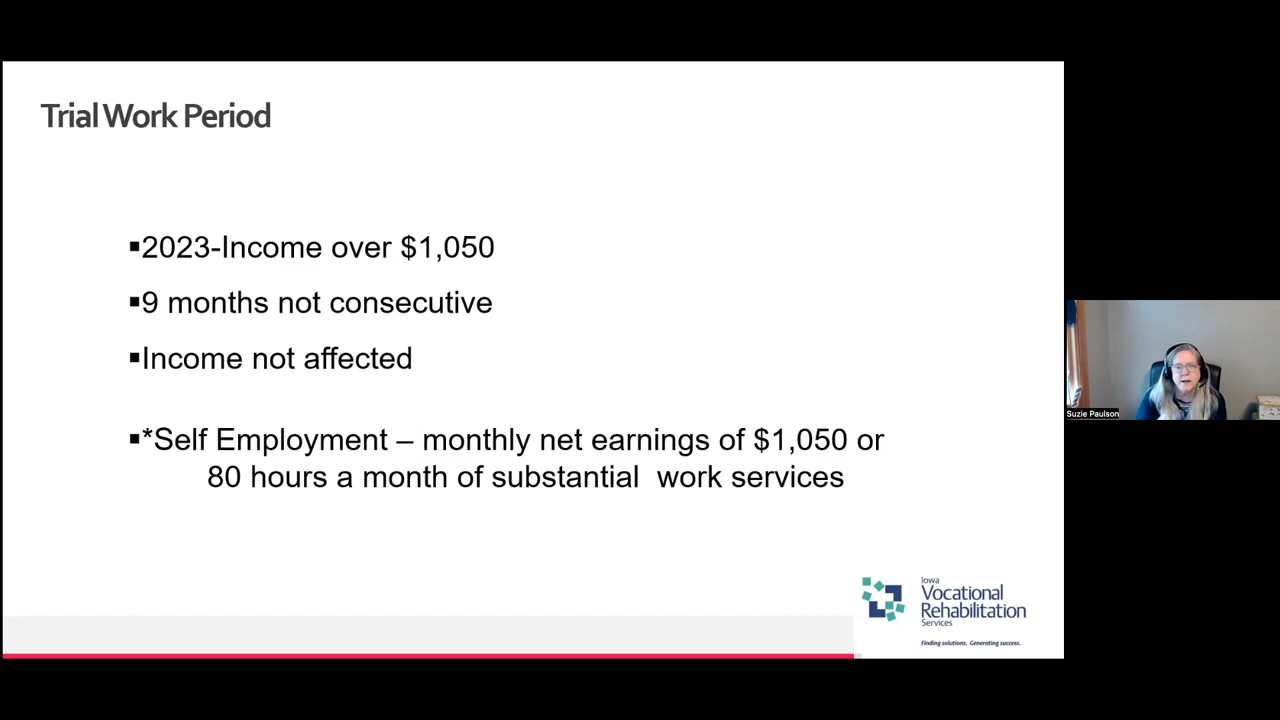 Trial Work Period
▪2023-Income over $1,050
▪9 months not consecutive
▪Income not affected
▪*Self Employment – monthly net earnings of $1,050 or
80 hours a month of substantial  work services
Suzie Paulson
Iowa
Vocational
Rehabilitation
Services
Finding solutions. Generating success.